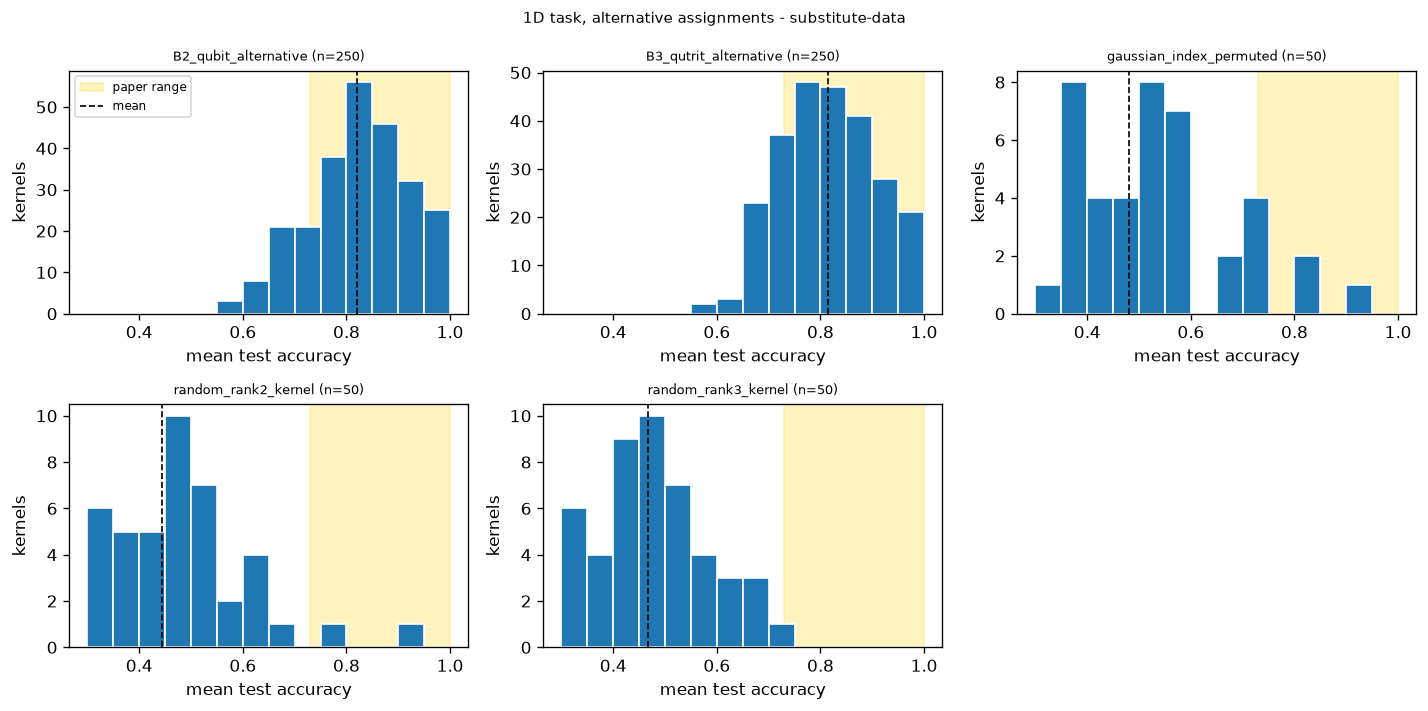 1D task, alternative assignments - substitute-data
B2_qubit_alternative (n=250)
paper range
mean
kernels
0
10
20
30
40
50
0.4
0.6
0.8
1.0
mean test accuracy
B3_qutrit_alternative (n=250)
kernels
0
10
20
30
40
50
0.4
0.6
0.8
1.0
mean test accuracy
gaussian_index_permuted (n=50)
kernels
0
2
4
6
8
0.4
0.6
0.8
1.0
mean test accuracy
random_rank2_kernel (n=50)
kernels
0
2
4
6
8
10
0.4
0.6
0.8
1.0
mean test accuracy
random_rank3_kernel (n=50)
kernels
0
2
4
6
8
10
0.4
0.6
0.8
1.0
mean test accuracy